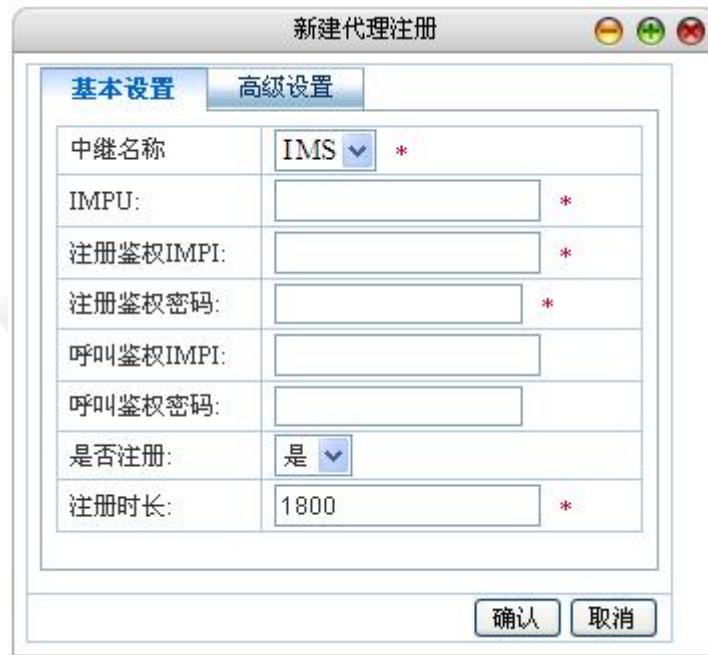 新建代理注册
基本设置 高级设置
中继名称 IMS *
IMPU: *
注册鉴权IMPI: *
注册鉴权密码: *
呼叫鉴权IMPI:
呼叫鉴权密码:
是否注册: 是
注册时长: 1800 *
确认 取消